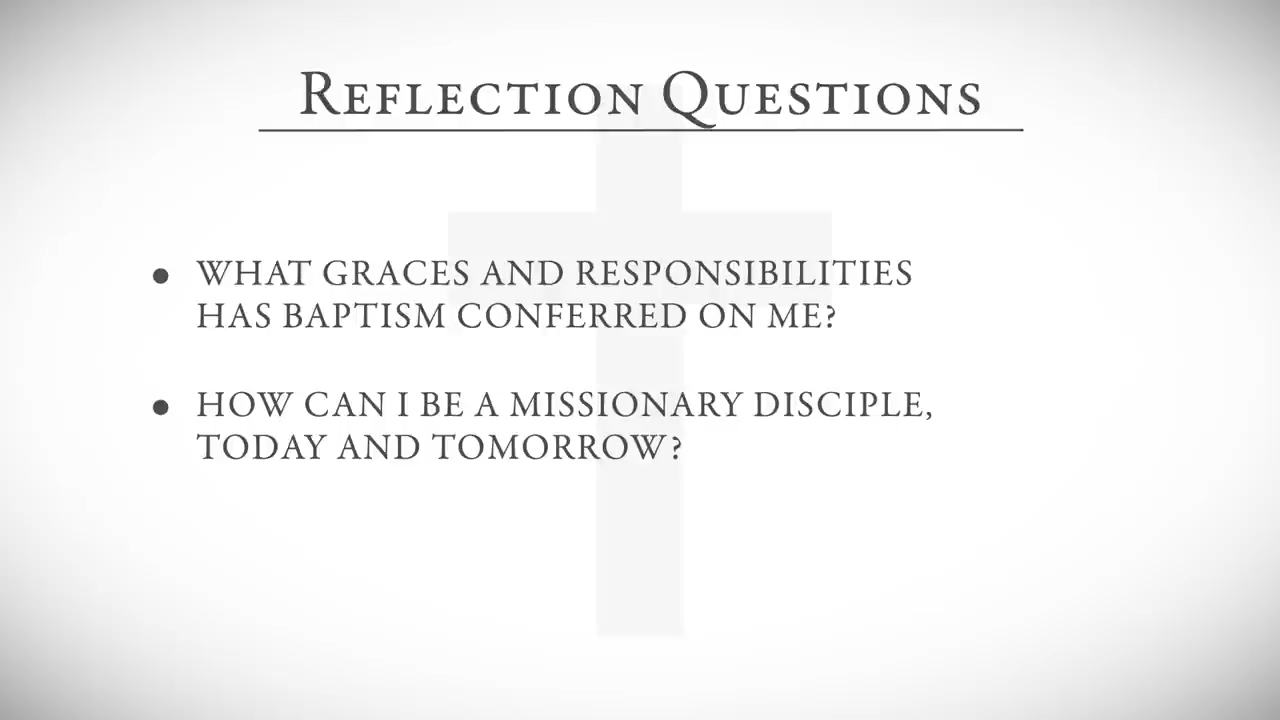 REFLECTION QUESTIONS
• WHAT GRACES AND RESPONSIBILITIES
HAS BAPTISM CONFERRED ON ME?
• HOW CAN I BE A MISSIONARY DISCIPLE,
TODAY AND TOMORROW?